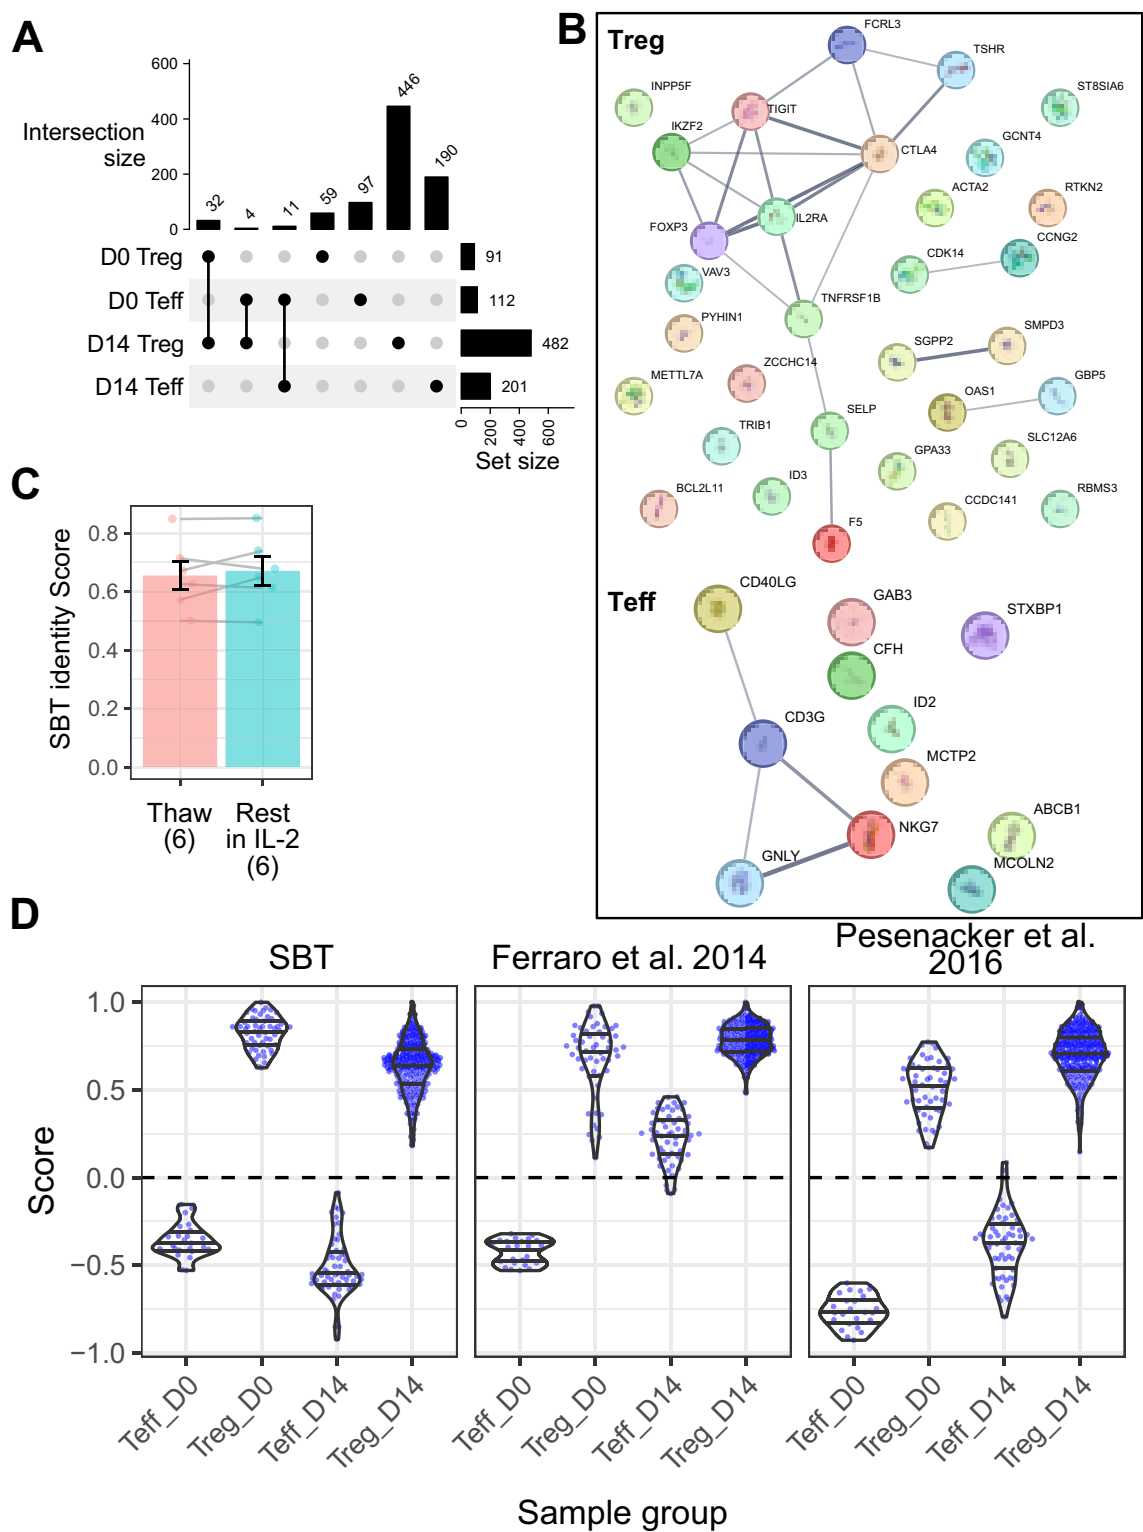 A
600
400
200
0
Intersection
size
32
4
11
59
97
446
190
D0 Treg
D0 Teff
D14 Treg
D14 Teff
91
112
482
201
0
200
400
600
Set size
B
Treg
FCRL3
TSHR
INPP5F
TIGIT
ST8SIA6
IKZF2
CTLA4
GCNT4
ACTA2
RTKN2
FOXP3
IL2RA
CCNG2
VAV3
CDK14
TNFRSF1B
PYHIN1
SMPD3
SGPP2
ZCCHC14
METTL7A
OAS1
GBP5
SELP
TRIB1
GPA33
SLC12A6
BCL2L11
ID3
CCDC141
RBMS3
F5
Teff
CD40LG
GAB3
STXBP1
CFH
ID2
CD3G
MCTP2
NKG7
ABCB1
GNLY
MCOLN2
C
SBT identity Score
0.8
0.6
0.4
0.2
0.0
Thaw
(6)
Rest
in IL-2
(6)
D
SBT
Ferraro et al. 2014
Pesenacker et al.
2016
Score
1.0
0.5
0.0
−0.5
−1.0
Teff_D0
Treg_D0
Teff_D14
Treg_D14
Teff_D0
Treg_D0
Teff_D14
Treg_D14
Teff_D0
Treg_D0
Teff_D14
Treg_D14
Sample group